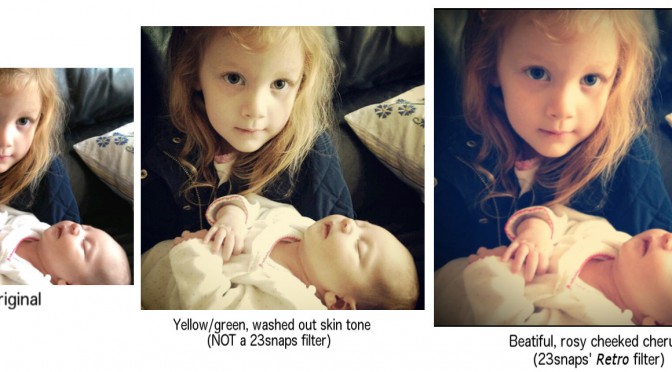 riginal
Yellow/green, washed out skin tone
(NOT a 23snaps filter)
Beatiful, rosy cheeked cheru
(23snaps' Retro filter)